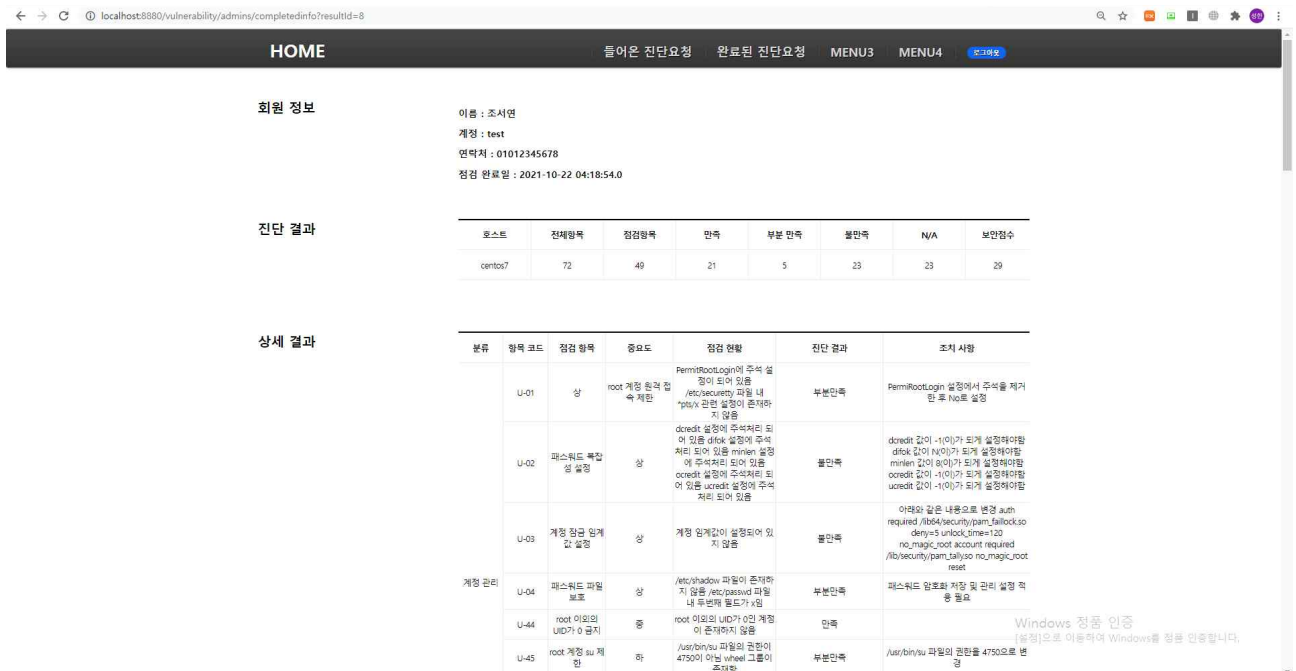 localhost:8880/vulnerability/admins/completedinfo?resultId=8
HOME
들어온 진단요청
완료된 진단요청
MENU3
MENU4
로그아웃
회원 정보
이름 : 조서연
계정 : test
연락처 : 01012345678
점검 완료일 : 2021-10-22 04:18:54.0
진단 결과
호스트 전체항목 점검항목 만족 부분 만족 불만족 N/A 보안점수
centos7 72 49 21 5 23 23 29
상세 결과
분류 항목 코드 점검 항목 중요도 점검 현황 진단 결과 조치 사항
계정 관리
U-01
상
root 계정 원격 접
속 제한
PermitRootLogin에 주석 설
정이 되어 있음
/etc/securetty 파일 내
*pts/x 관련 설정이 존재하
지 않음
부분만족
PermiRootLogin 설정에서 주석을 제거
한 후 No로 설정
U-02
패스워드 복잡
성 설정
상
dcredit 설정에 주석처리 되
어 있음 difok 설정에 주석
처리 되어 있음 minlen 설정
에 주석처리 되어 있음
ocredit 설정에 주석처리 되
어 있음 ucredit 설정에 주석
처리 되어 있음
불만족
dcredit 값이 -1(이)가 되게 설정해야함
difok 값이 N(이)가 되게 설정해야함
minlen 값이 8(이)가 되게 설정해야함
ocredit 값이 -1(이)가 되게 설정해야함
ucredit 값이 -1(이)가 되게 설정해야함
U-03
계정 잠금 임계
값 설정
상
계정 임계값이 설정되어 있
지 않음
불만족
아래와 같은 내용으로 변경 auth
required /lib64/security/pam_faillock.so
deny=5 unlock_time=120
no_magic_root account required
/lib/security/pam_tally.so no_magic_root
reset
U-04
패스워드 파일
보호
상
/etc/shadow 파일이 존재하
지 않음 /etc/passwd 파일
내 두번째 필드가 x임
부분만족
패스워드 암호화 저장 및 관리 설정 적
용 필요
U-44
root 이외의
UID가 0 금지
중
root 이외의 UID가 0인 계정
이 존재하지 않음
만족
U-45
root 계정 su 제
한
하
/usr/bin/su 파일의 권한이
4750이 아님 wheel 그룹이
존재함
부분만족
/usr/bin/su 파일의 권한을 4750으로 변
경
Windows 정품 인증
[설정]으로 이동하여 Windows를 정품 인증합니다.